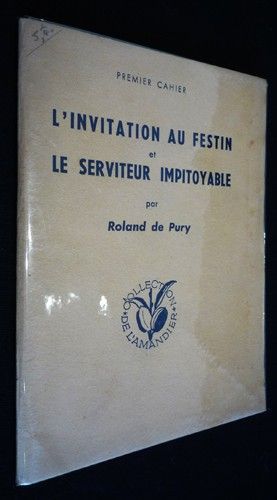 PREMIER CAHIER
L'INVITATION AU FESTIN
et
LE SERVITEUR IMPITOYABLE
par
Roland de Pury
COLLECTION
DE L'AMANDIER